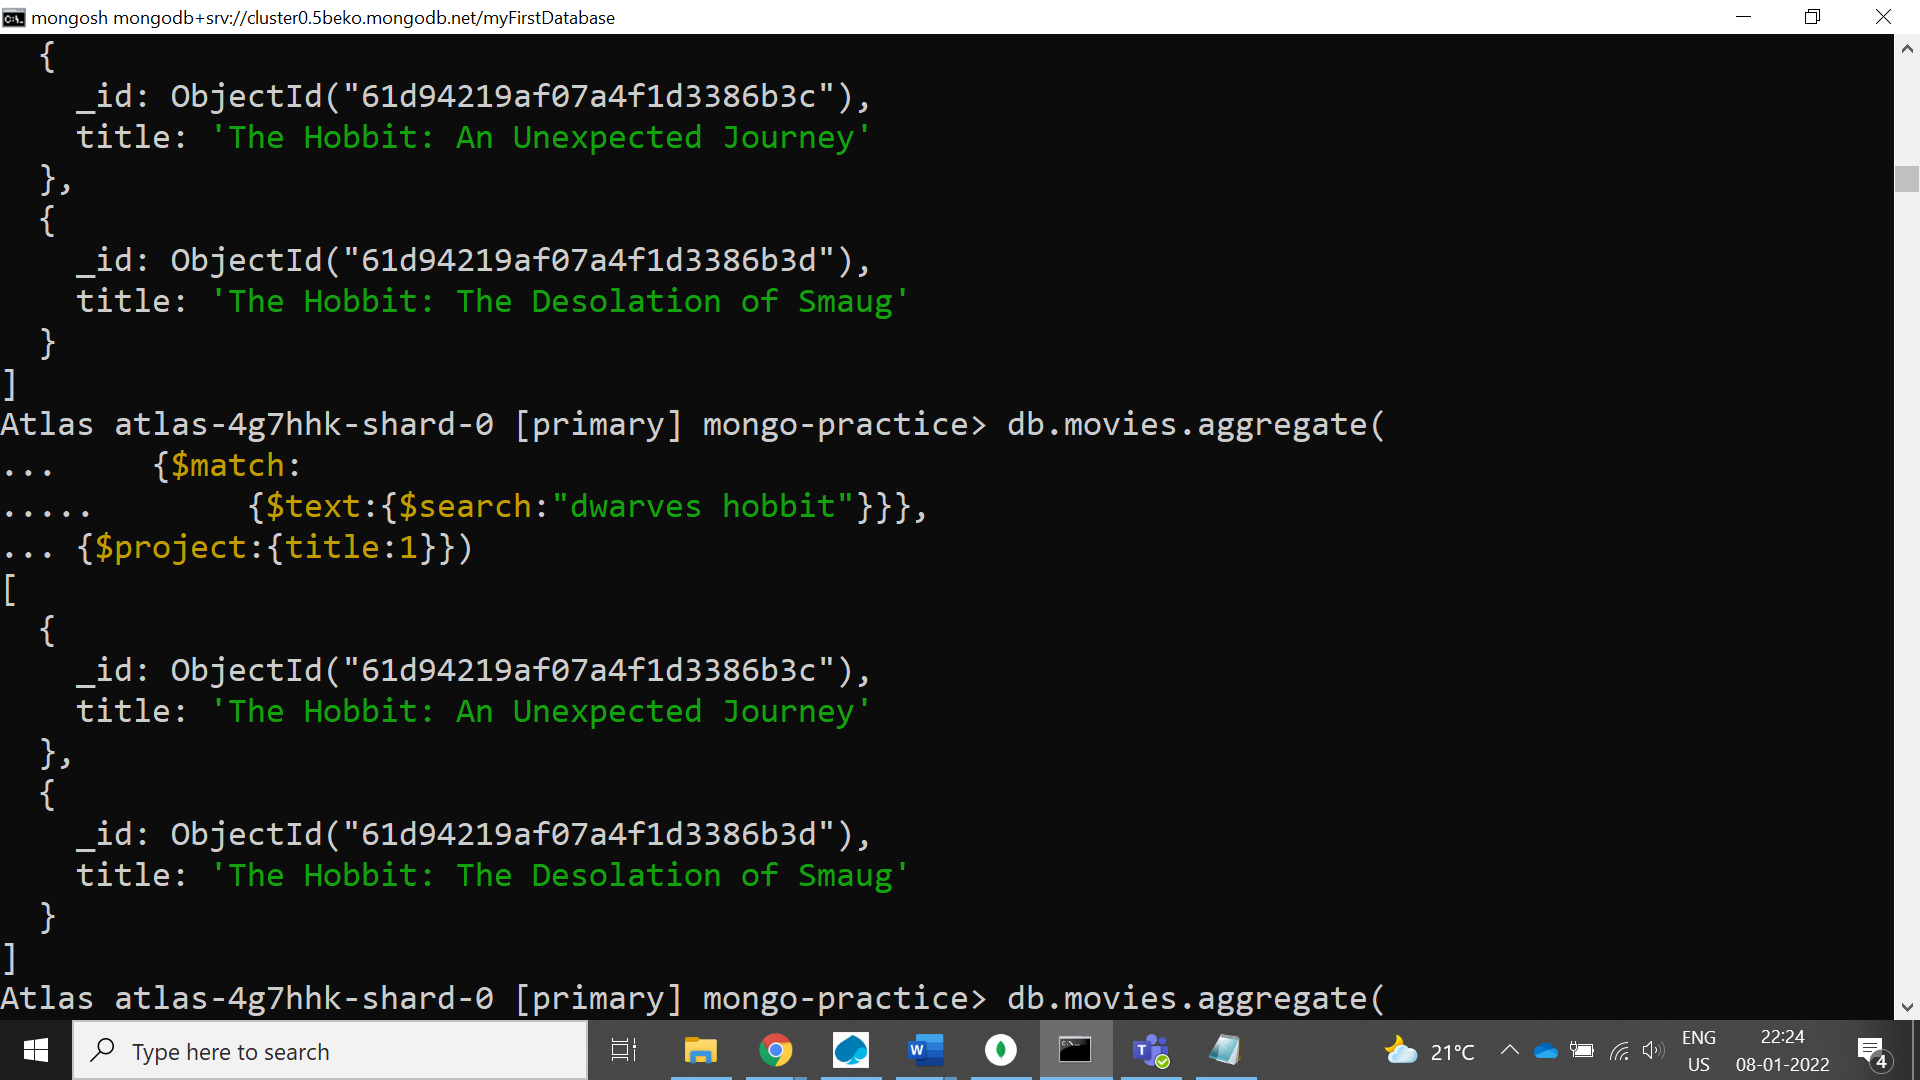 mongosh mongodb+srv://cluster0.5beko.mongodb.net/myFirstDatabase
  {
    _id: ObjectId("61d94219af07a4f1d3386b3c"),
    title: 'The Hobbit: An Unexpected Journey'
  },
  {
    _id: ObjectId("61d94219af07a4f1d3386b3d"),
    title: 'The Hobbit: The Desolation of Smaug'
  }
]
Atlas atlas-4g7hhk-shard-0 [primary] mongo-practice> db.movies.aggregate(
...     {$match:
.....        {$text:{$search:"dwarves hobbit"}}},
... {$project:{title:1}})
[
  {
    _id: ObjectId("61d94219af07a4f1d3386b3c"),
    title: 'The Hobbit: An Unexpected Journey'
  },
  {
    _id: ObjectId("61d94219af07a4f1d3386b3d"),
    title: 'The Hobbit: The Desolation of Smaug'
  }
]
Atlas atlas-4g7hhk-shard-0 [primary] mongo-practice> db.movies.aggregate(
Type here to search
21°C
ENG
US
22:24
08-01-2022
4